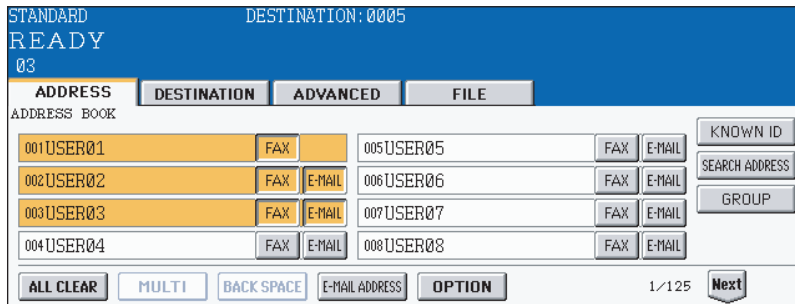 STANDARD DESTINATION:0005
READY
03
ADDRESS DESTINATION ADVANCED FILE
ADDRESS BOOK
001USER01 FAX 005USER05 FAX E-MAIL KNOWN ID
002USER02 FAX E-MAIL 006USER06 FAX E-MAIL SEARCH ADDRESS
003USER03 FAX E-MAIL 007USER07 FAX E-MAIL GROUP
004USER04 FAX E-MAIL 008USER08 FAX E-MAIL
ALL CLEAR MULTI BACK SPACE E-MAIL ADDRESS OPTION 1/125 Next